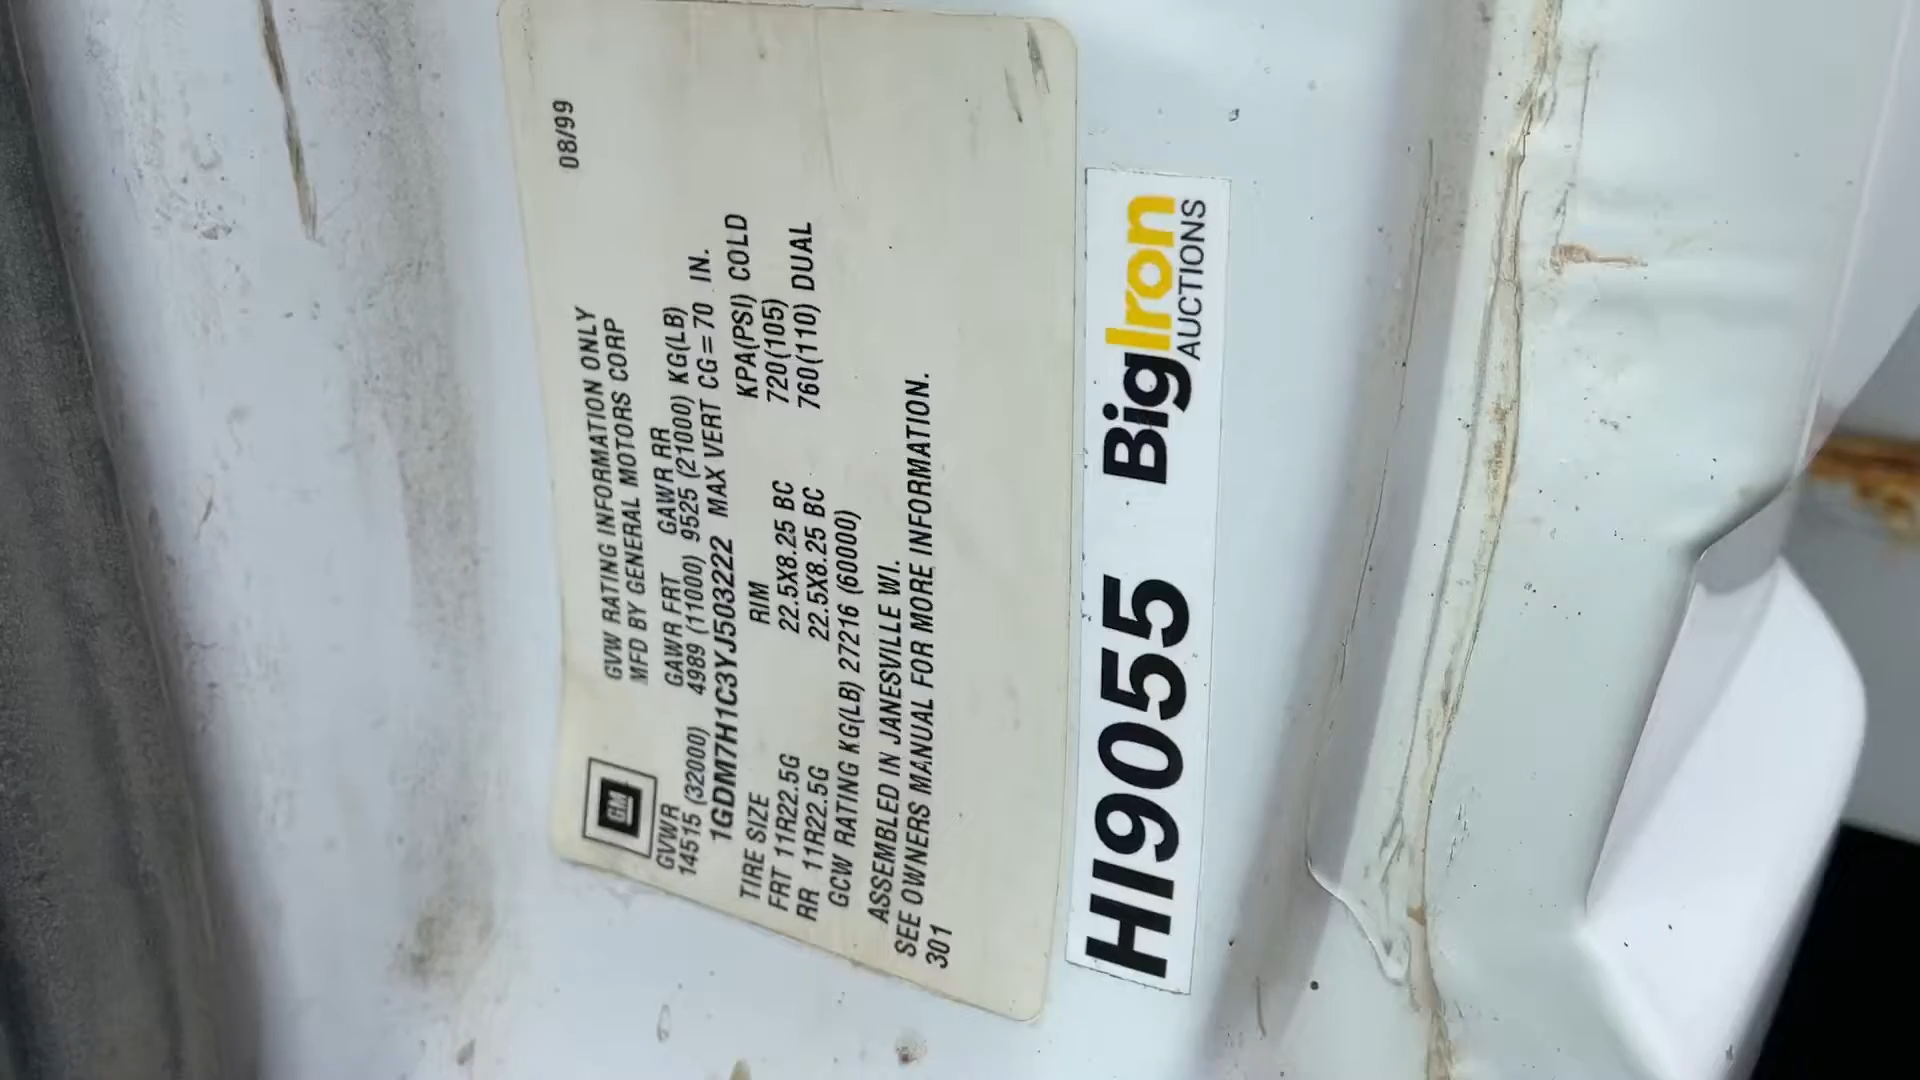 08/99
GVW RATING INFORMATION ONLY
MFD BY GENERAL MOTORS CORP
GM
GVWR GAWR FRT GAWR RR
14515 (32000) 4989 (11000) 9525 (21000) KG(LB)
1GDM7H1C3YJ503222 MAX VERT CG=70 IN.
TIRE SIZE RIM KPA(PSI) COLD
FRT 11R22.5G 22.5X8.25 BC 720(105)
RR 11R22.5G 22.5X8.25 BC 760(110) DUAL
GCW RATING KG(LB) 27216 (60000)
ASSEMBLED IN JANESVILLE WI.
SEE OWNERS MANUAL FOR MORE INFORMATION.
301
HI9055 BigIron
AUCTIONS